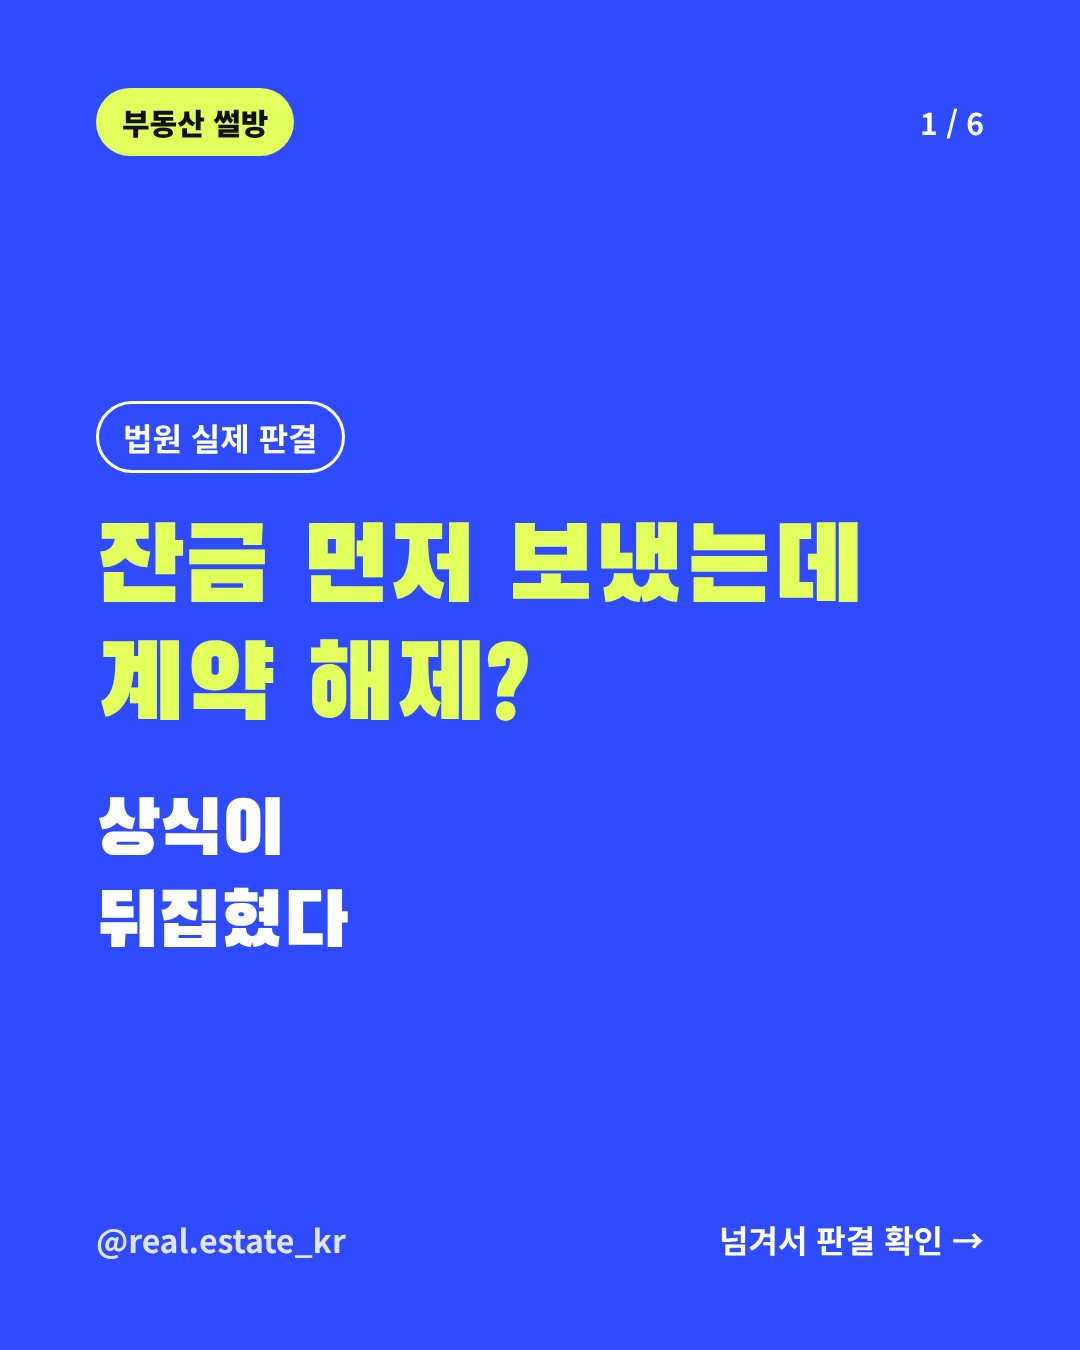 부동산 썰방
1 / 6
법원 실제 판결
잔금 먼저 보냈는데
계약 해제?
상식이
뒤집혔다
@real.estate_kr
넘겨서 판결 확인 →